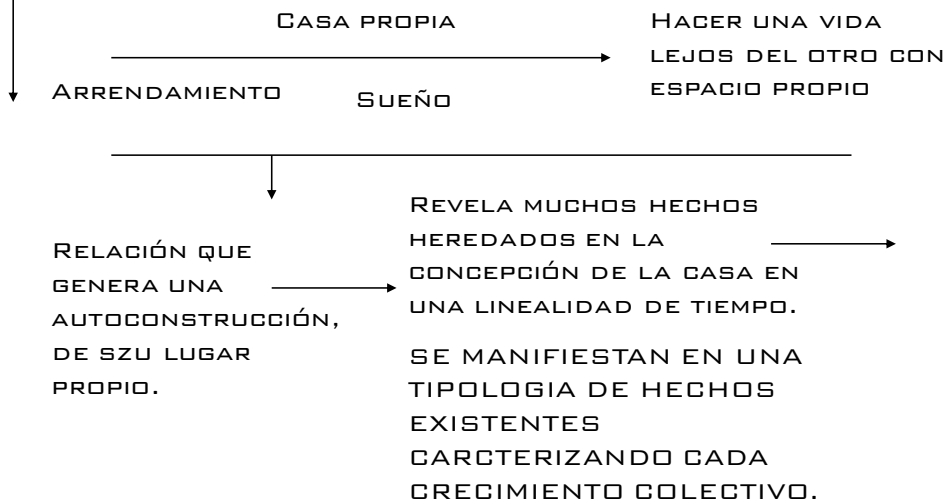 CASA PROPIA
HACER UNA VIDA
LEJOS DEL OTRO CON
ESPACIO PROPIO
ARRENDAMIENTO
SUEÑO
RELACIÓN QUE
GENERA UNA
AUTOCONSTRUCCIÓN,
DE SZU LUGAR
PROPIO.
REVELA MUCHOS HECHOS
HEREDADOS EN LA
CONCEPCIÓN DE LA CASA EN
UNA LINEALIDAD DE TIEMPO.
SE MANIFIESTAN EN UNA
TIPOLOGIA DE HECHOS
EXISTENTES
CARCTERIZANDO CADA
CRECIMIENTO COLECTIVO.